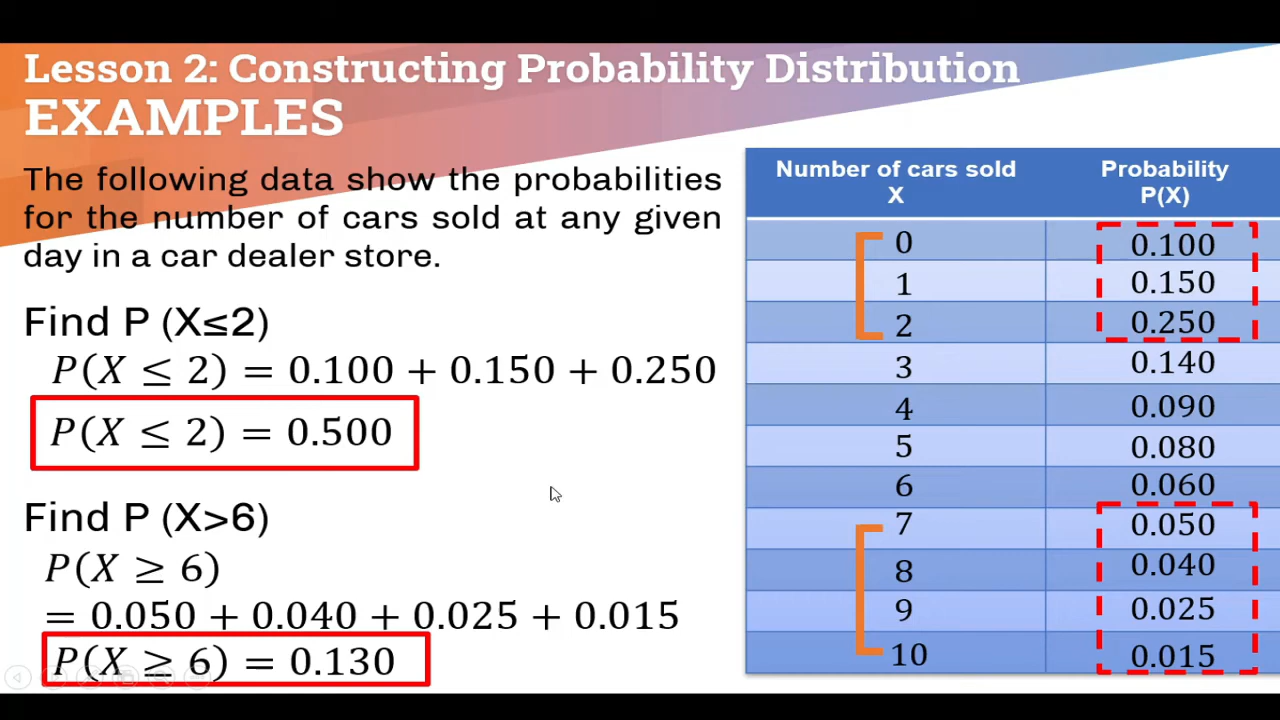 Lesson 2: Constructing Probability Distribution
EXAMPLES
The following data show the probabilities
for the number of cars sold at any given
day in a car dealer store.
Find P (X≤2)
P(X ≤ 2) = 0.100 + 0.150 + 0.250
P(X ≤ 2) = 0.500
Find P (X>6)
P(X ≥ 6)
= 0.050 + 0.040 + 0.025 + 0.015
P(X ≥ 6) = 0.130
Number of cars sold Probability
X P(X)
0 0.100
1 0.150
2 0.250
3 0.140
4 0.090
5 0.080
6 0.060
7 0.050
8 0.040
9 0.025
10 0.015